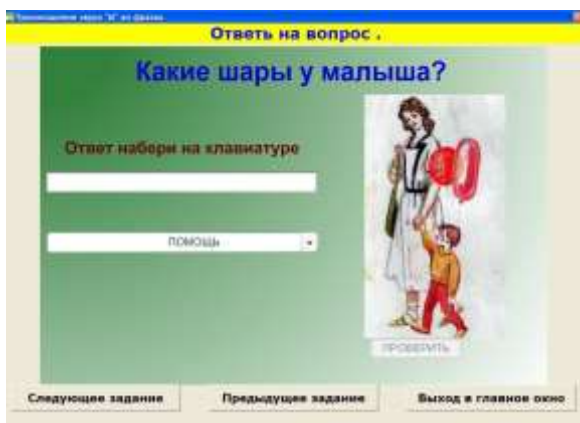 Ответь на вопрос .
Какие шары у малыша?
Ответ набери на клавиатуре
ПОМОЩЬ
ПРОВЕРИТЬ
Следующее задание Предыдущее задание Выход в главное окно